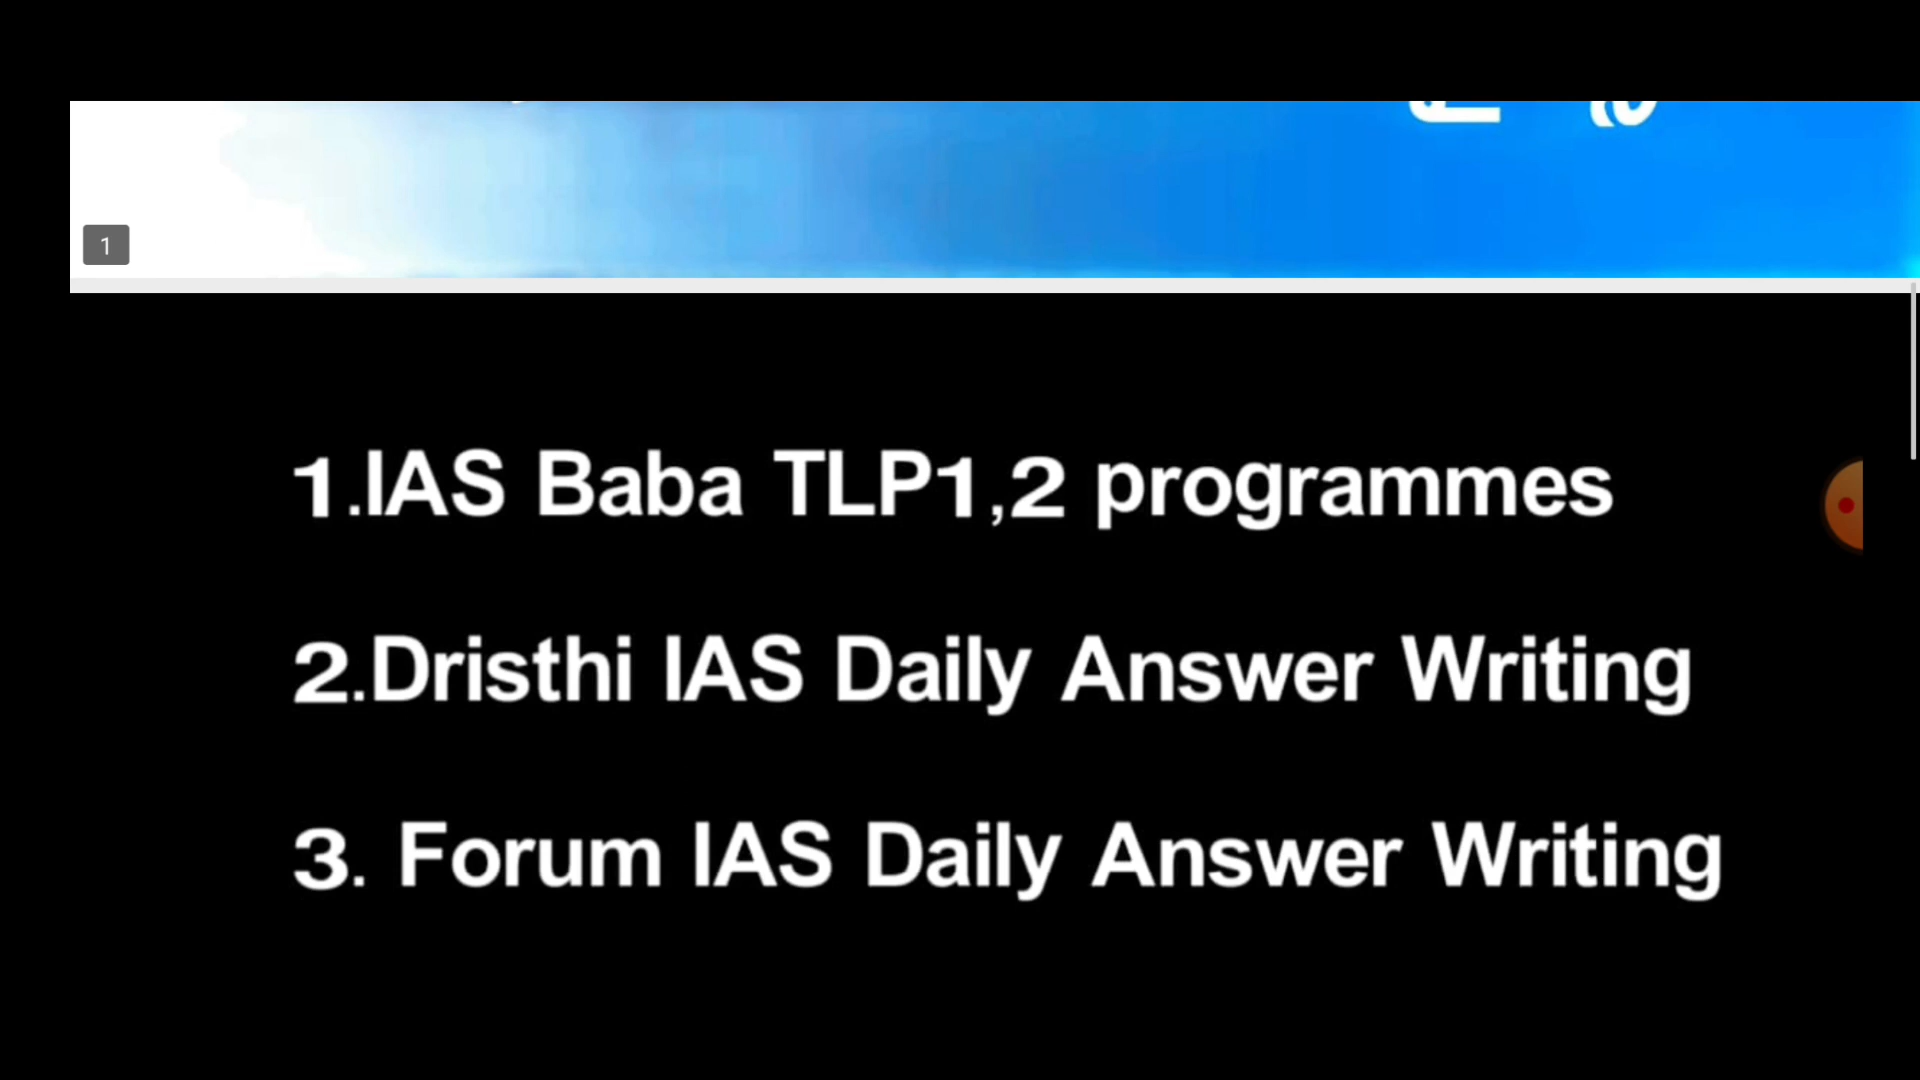 1
1.IAS Baba TLP1,2 programmes
2.Dristhi IAS Daily Answer Writing
3. Forum IAS Daily Answer Writing